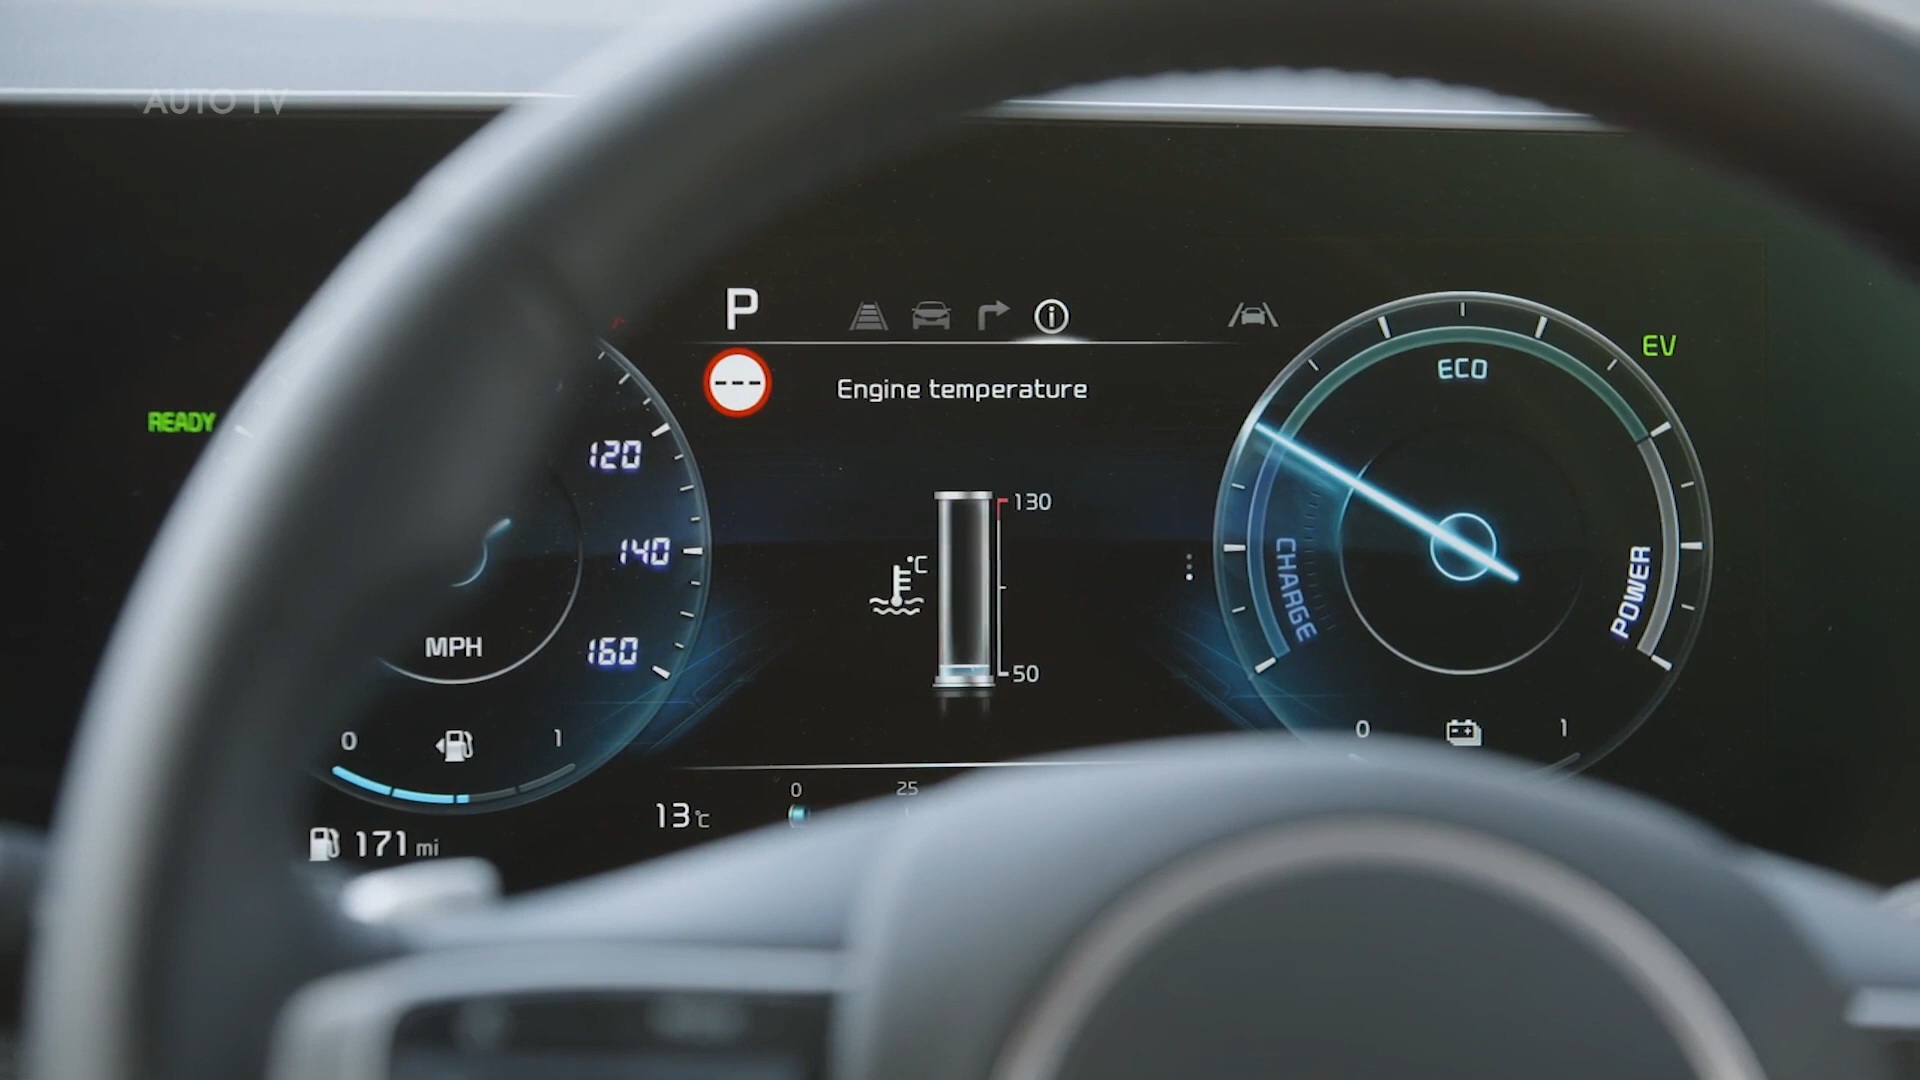 AUTO TV
P
EV
ECO
Engine temperature
---
READY
120
130
140
°C
CHARGE
POWER
MPH
160
50
0
1
0
1
0
25
13°C
171 mi